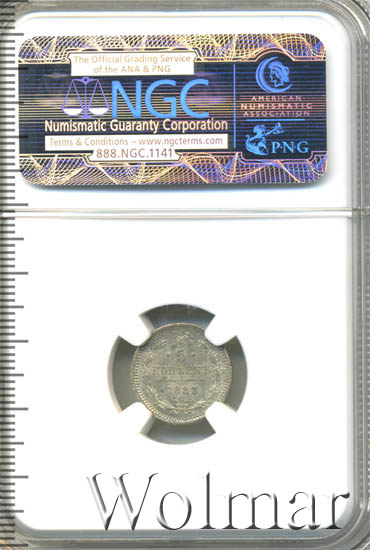 The Official Grading Service
of the ANA & PNG
NGC
Numismatic Guaranty Corporation
Terms & Conditions – www.ngcterms.com
888.NGC.1141
AMERICAN
NUMISMATIC
ASSOCIATION
PNG
5
КОПѢЕКЪ
Wolmar